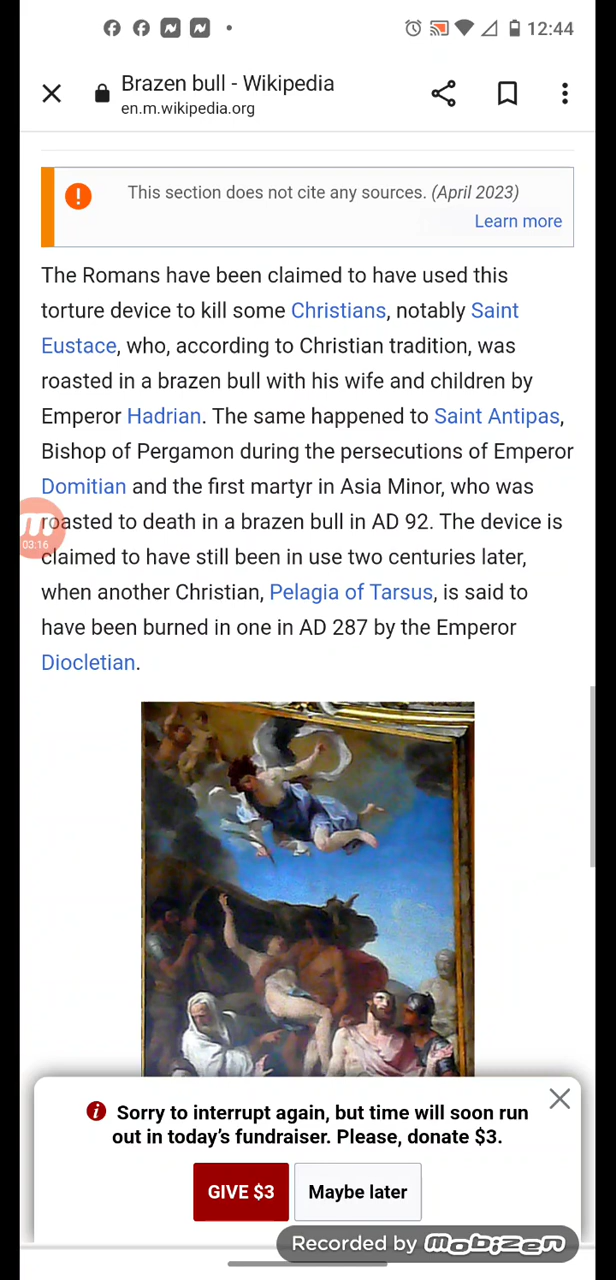 12:44
Brazen bull - Wikipedia
en.m.wikipedia.org
This section does not cite any sources. (April 2023)
Learn more
The Romans have been claimed to have used this
torture device to kill some Christians, notably Saint
Eustace, who, according to Christian tradition, was
roasted in a brazen bull with his wife and children by
Emperor Hadrian. The same happened to Saint Antipas,
Bishop of Pergamon during the persecutions of Emperor
Domitian and the first martyr in Asia Minor, who was
roasted to death in a brazen bull in AD 92. The device is
03:16
claimed to have still been in use two centuries later,
when another Christian, Pelagia of Tarsus, is said to
have been burned in one in AD 287 by the Emperor
Diocletian.
Sorry to interrupt again, but time will soon run
out in today's fundraiser. Please, donate $3.
GIVE $3 Maybe later
Recorded by mobizen